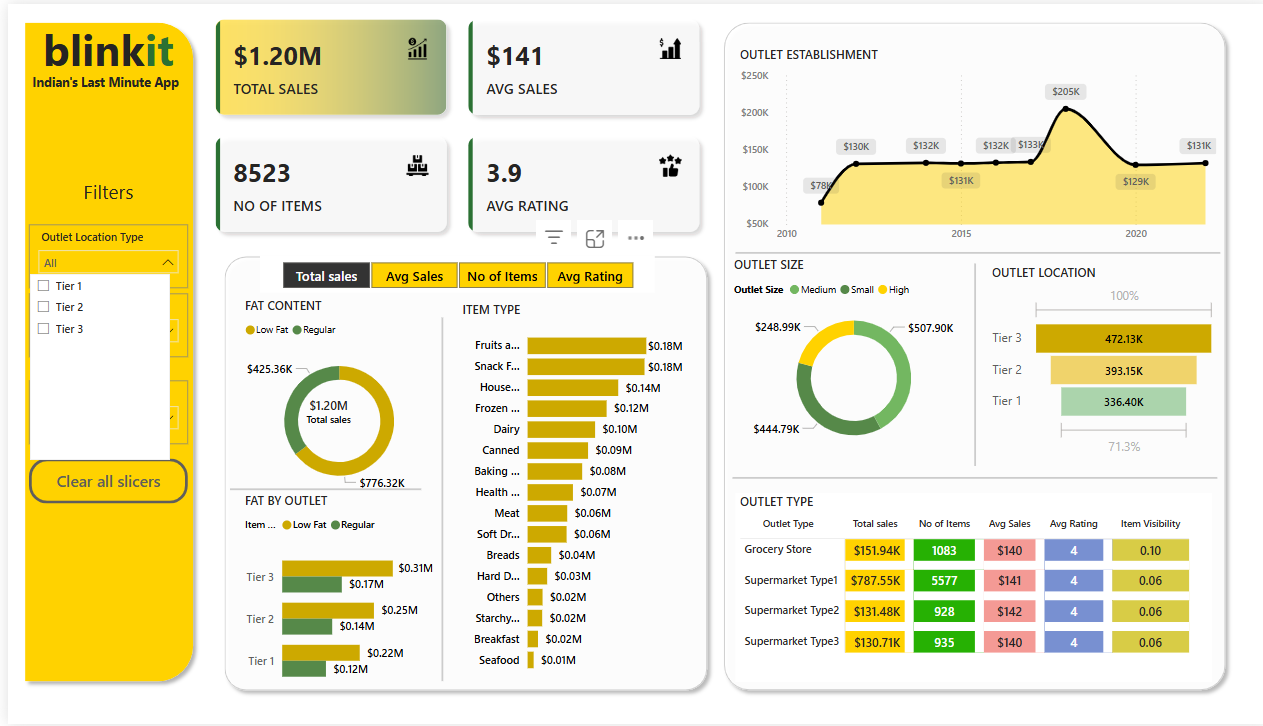 blinkit
Indian's Last Minute App
Filters
Outlet Location Type
All
Tier 1
Tier 2
Tier 3
Clear all slicers
$1.20M
TOTAL SALES
$141
AVG SALES
8523
NO OF ITEMS
3.9
AVG RATING
Total sales Avg Sales No of Items Avg Rating
FAT CONTENT
Low Fat Regular
$425.36K
$1.20M
Total sales
$776.32K
FAT BY OUTLET
Item ... Low Fat Regular
Tier 3 $0.31M
$0.17M
Tier 2 $0.25M
$0.14M
Tier 1 $0.22M
$0.12M
ITEM TYPE
Fruits a... $0.18M
Snack F... $0.18M
House... $0.14M
Frozen ... $0.12M
Dairy $0.10M
Canned $0.09M
Baking ... $0.08M
Health ... $0.07M
Meat $0.06M
Soft Dr... $0.06M
Breads $0.04M
Hard D... $0.03M
Others $0.02M
Starchy... $0.02M
Breakfast $0.02M
Seafood $0.01M
OUTLET ESTABLISHMENT
$250K
$200K
$150K
$100K
$50K
$78K
$130K
$132K
$131K
$132K
$133K
$205K
$129K
$131K
2010 2015 2020
OUTLET SIZE
Outlet Size Medium Small High
$248.99K
$507.90K
$444.79K
OUTLET LOCATION
100%
Tier 3 472.13K
Tier 2 393.15K
Tier 1 336.40K
71.3%
OUTLET TYPE
Outlet Type Total sales No of Items Avg Sales Avg Rating Item Visibility
Grocery Store $151.94K 1083 $140 4 0.10
Supermarket Type1 $787.55K 5577 $141 4 0.06
Supermarket Type2 $131.48K 928 $142 4 0.06
Supermarket Type3 $130.71K 935 $140 4 0.06